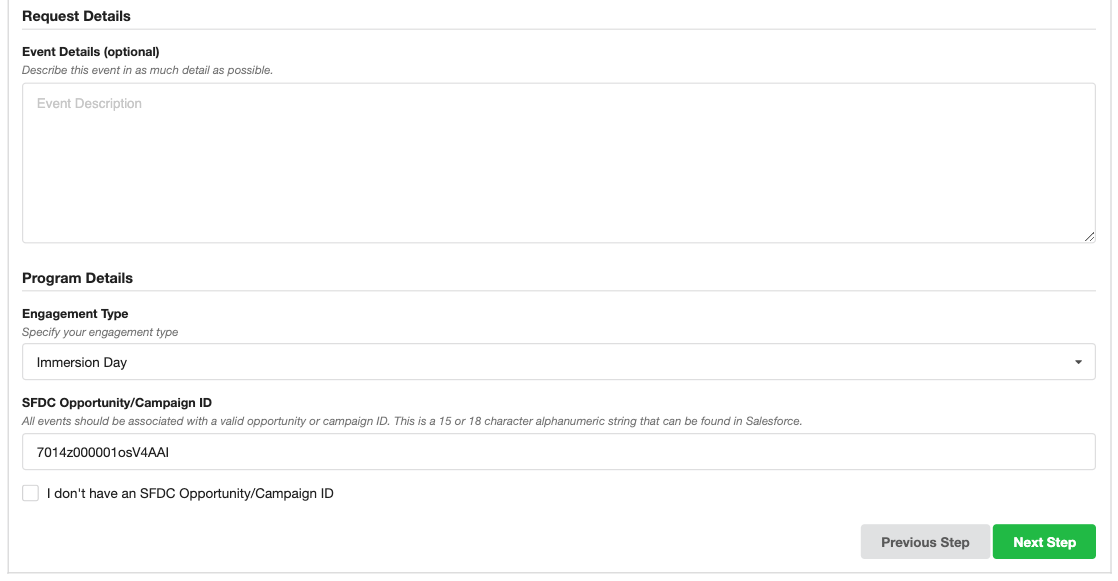 Request Details
Event Details (optional)
Describe this event in as much detail as possible.
Event Description
Program Details
Engagement Type
Specify your engagement type
Immersion Day
SFDC Opportunity/Campaign ID
All events should be associated with a valid opportunity or campaign ID. This is a 15 or 18 character alphanumeric string that can be found in Salesforce.
7014z000001osV4AAI
I don't have an SFDC Opportunity/Campaign ID
Previous Step Next Step